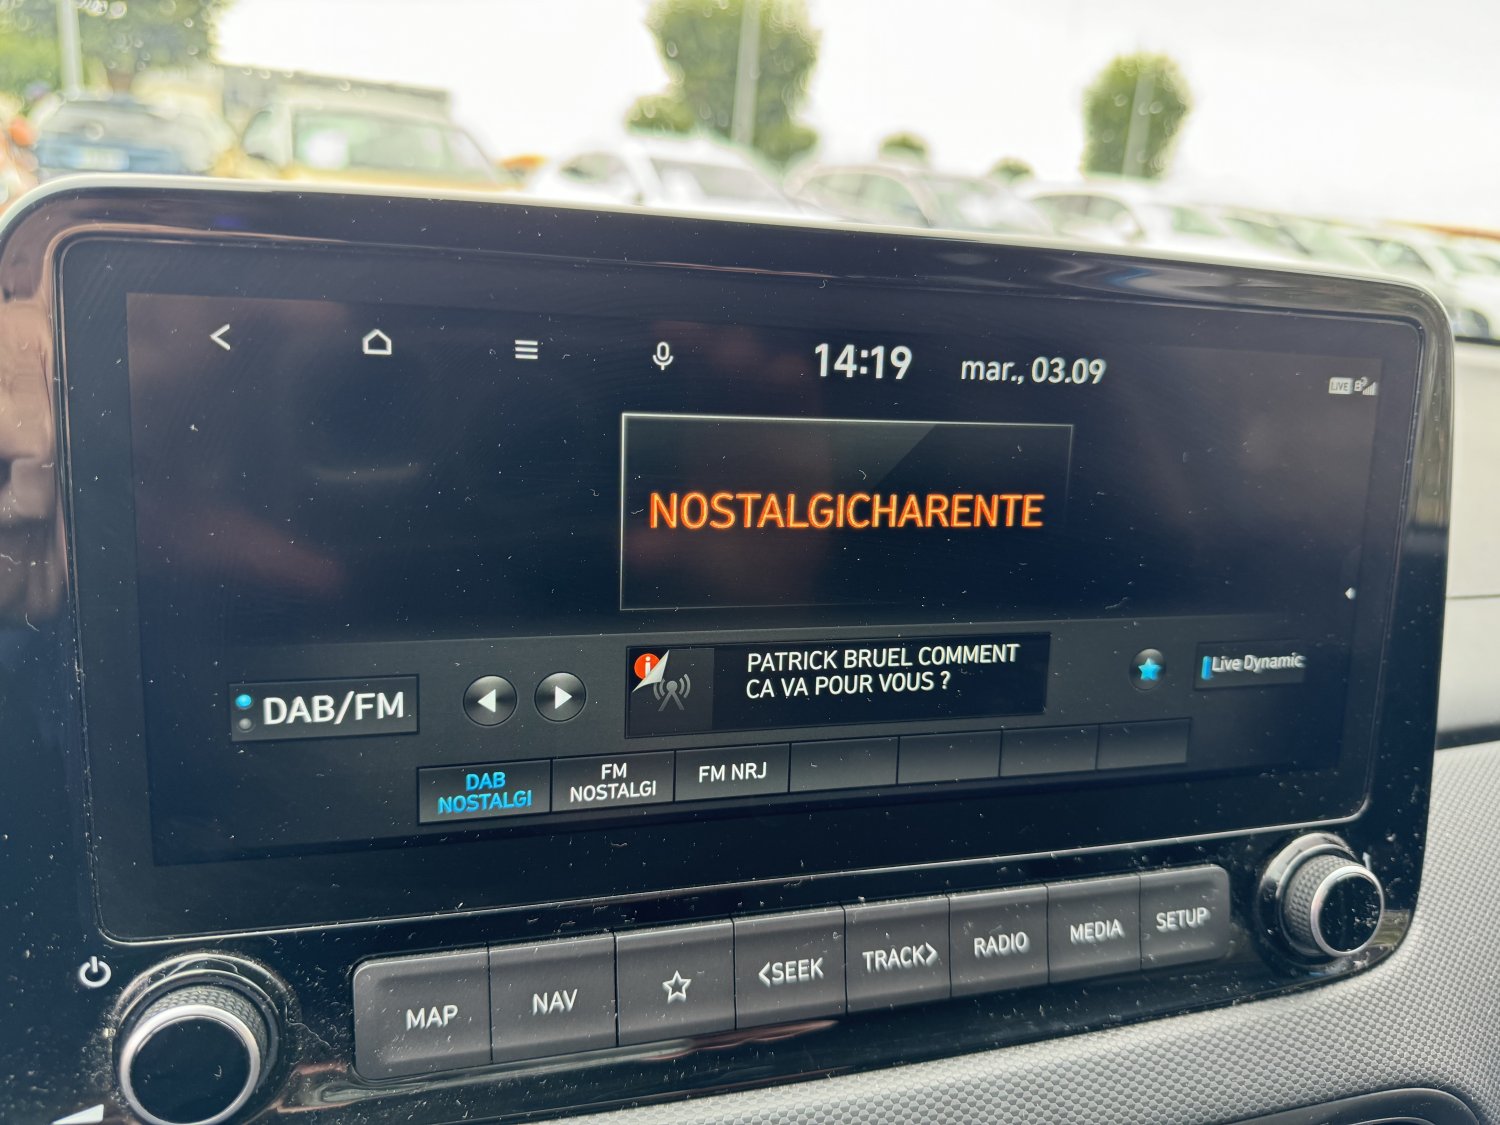 14:19 mar., 03.09
LIVE
NOSTALGICHARENTE
DAB/FM
PATRICK BRUEL COMMENT
CA VA POUR VOUS ?
Live Dynamic
DAB
NOSTALGI
FM
NOSTALGI
FM NRJ
MAP
NAV
<SEEK
TRACK>
RADIO
MEDIA
SETUP